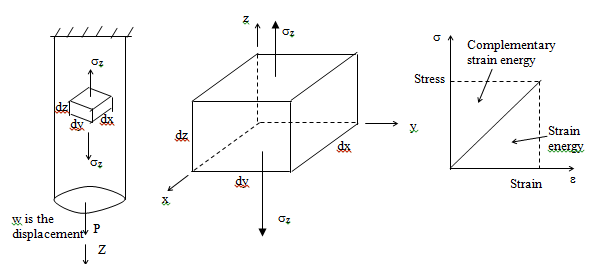 σz
dz
dy
dx
σz
w is the
displacement
P
Z
z
σz
dz
dy
dx
y
x
σz
σ
Complementary
strain energy
Stress
Strain
energy
Strain
ε